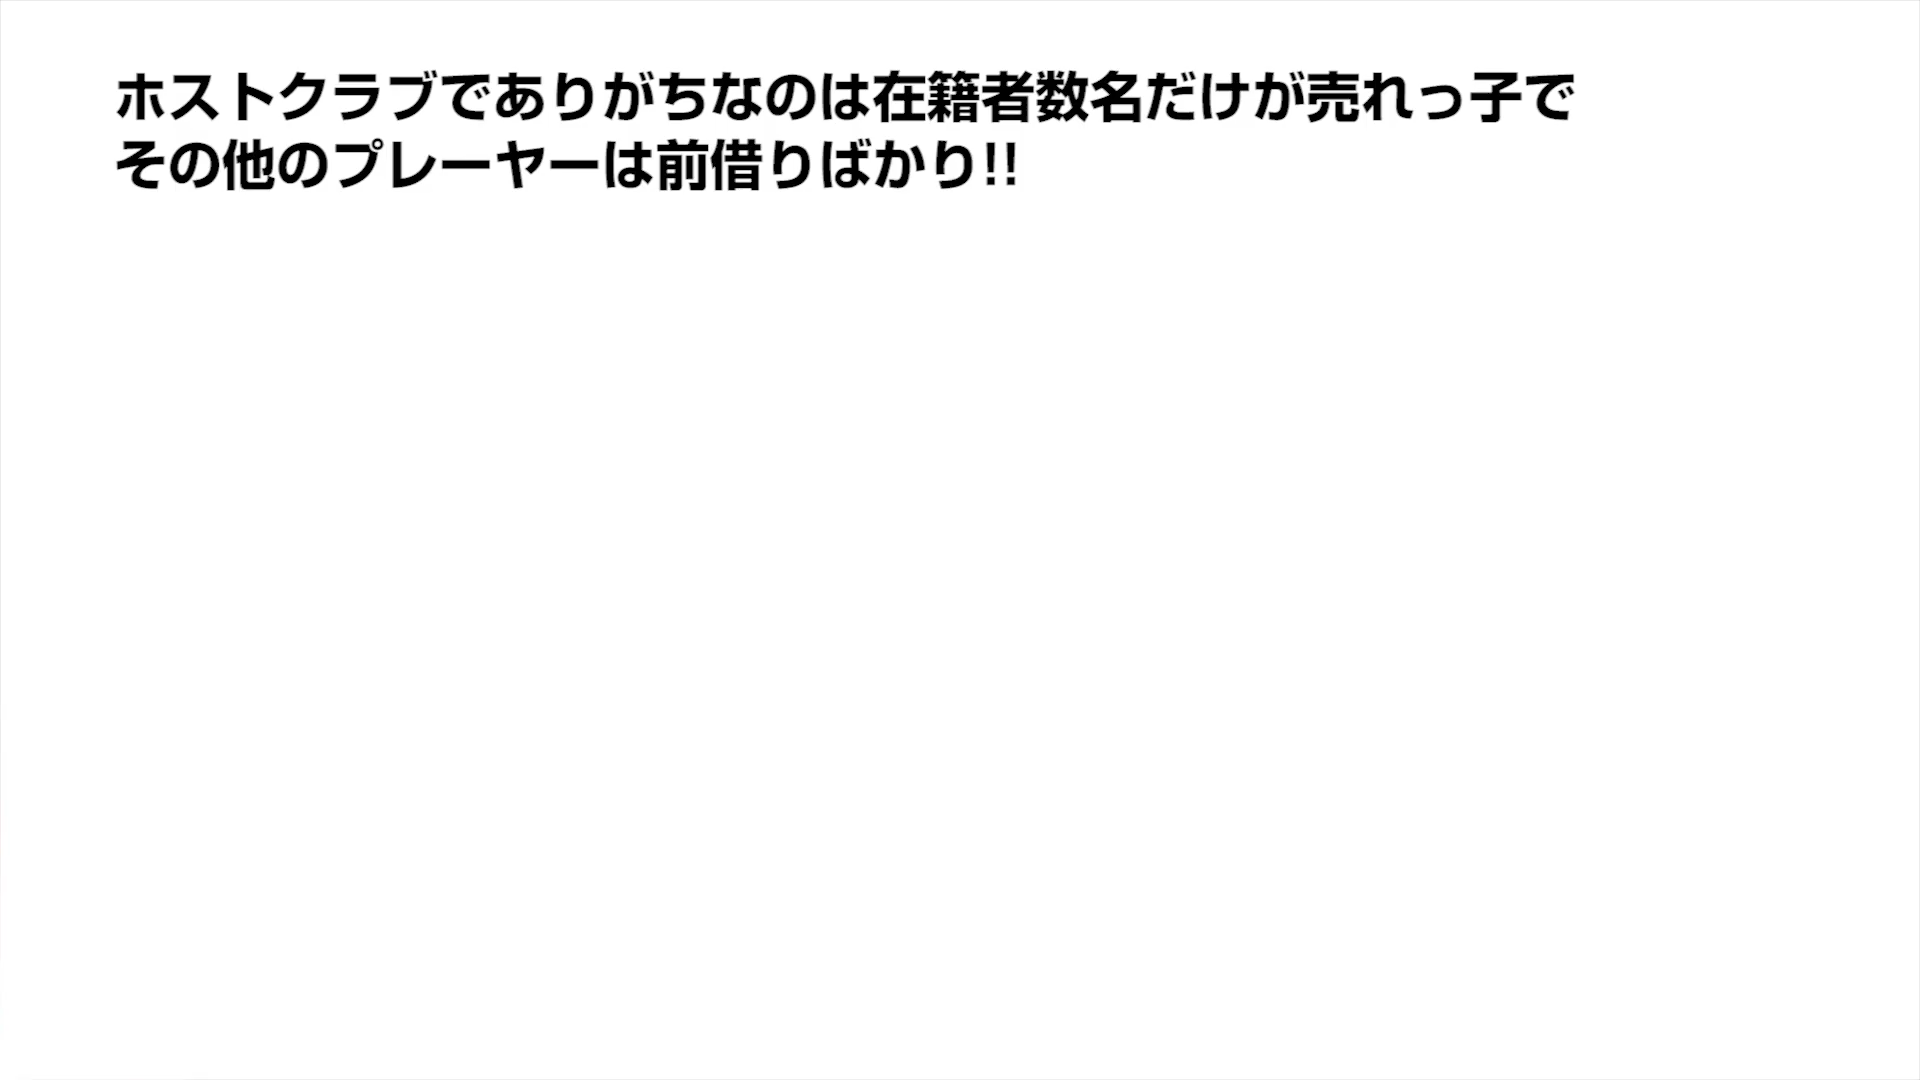 ホストクラブでありがちなのは在籍者数名だけが売れっ子で
その他のプレーヤーは前借りばかり!!